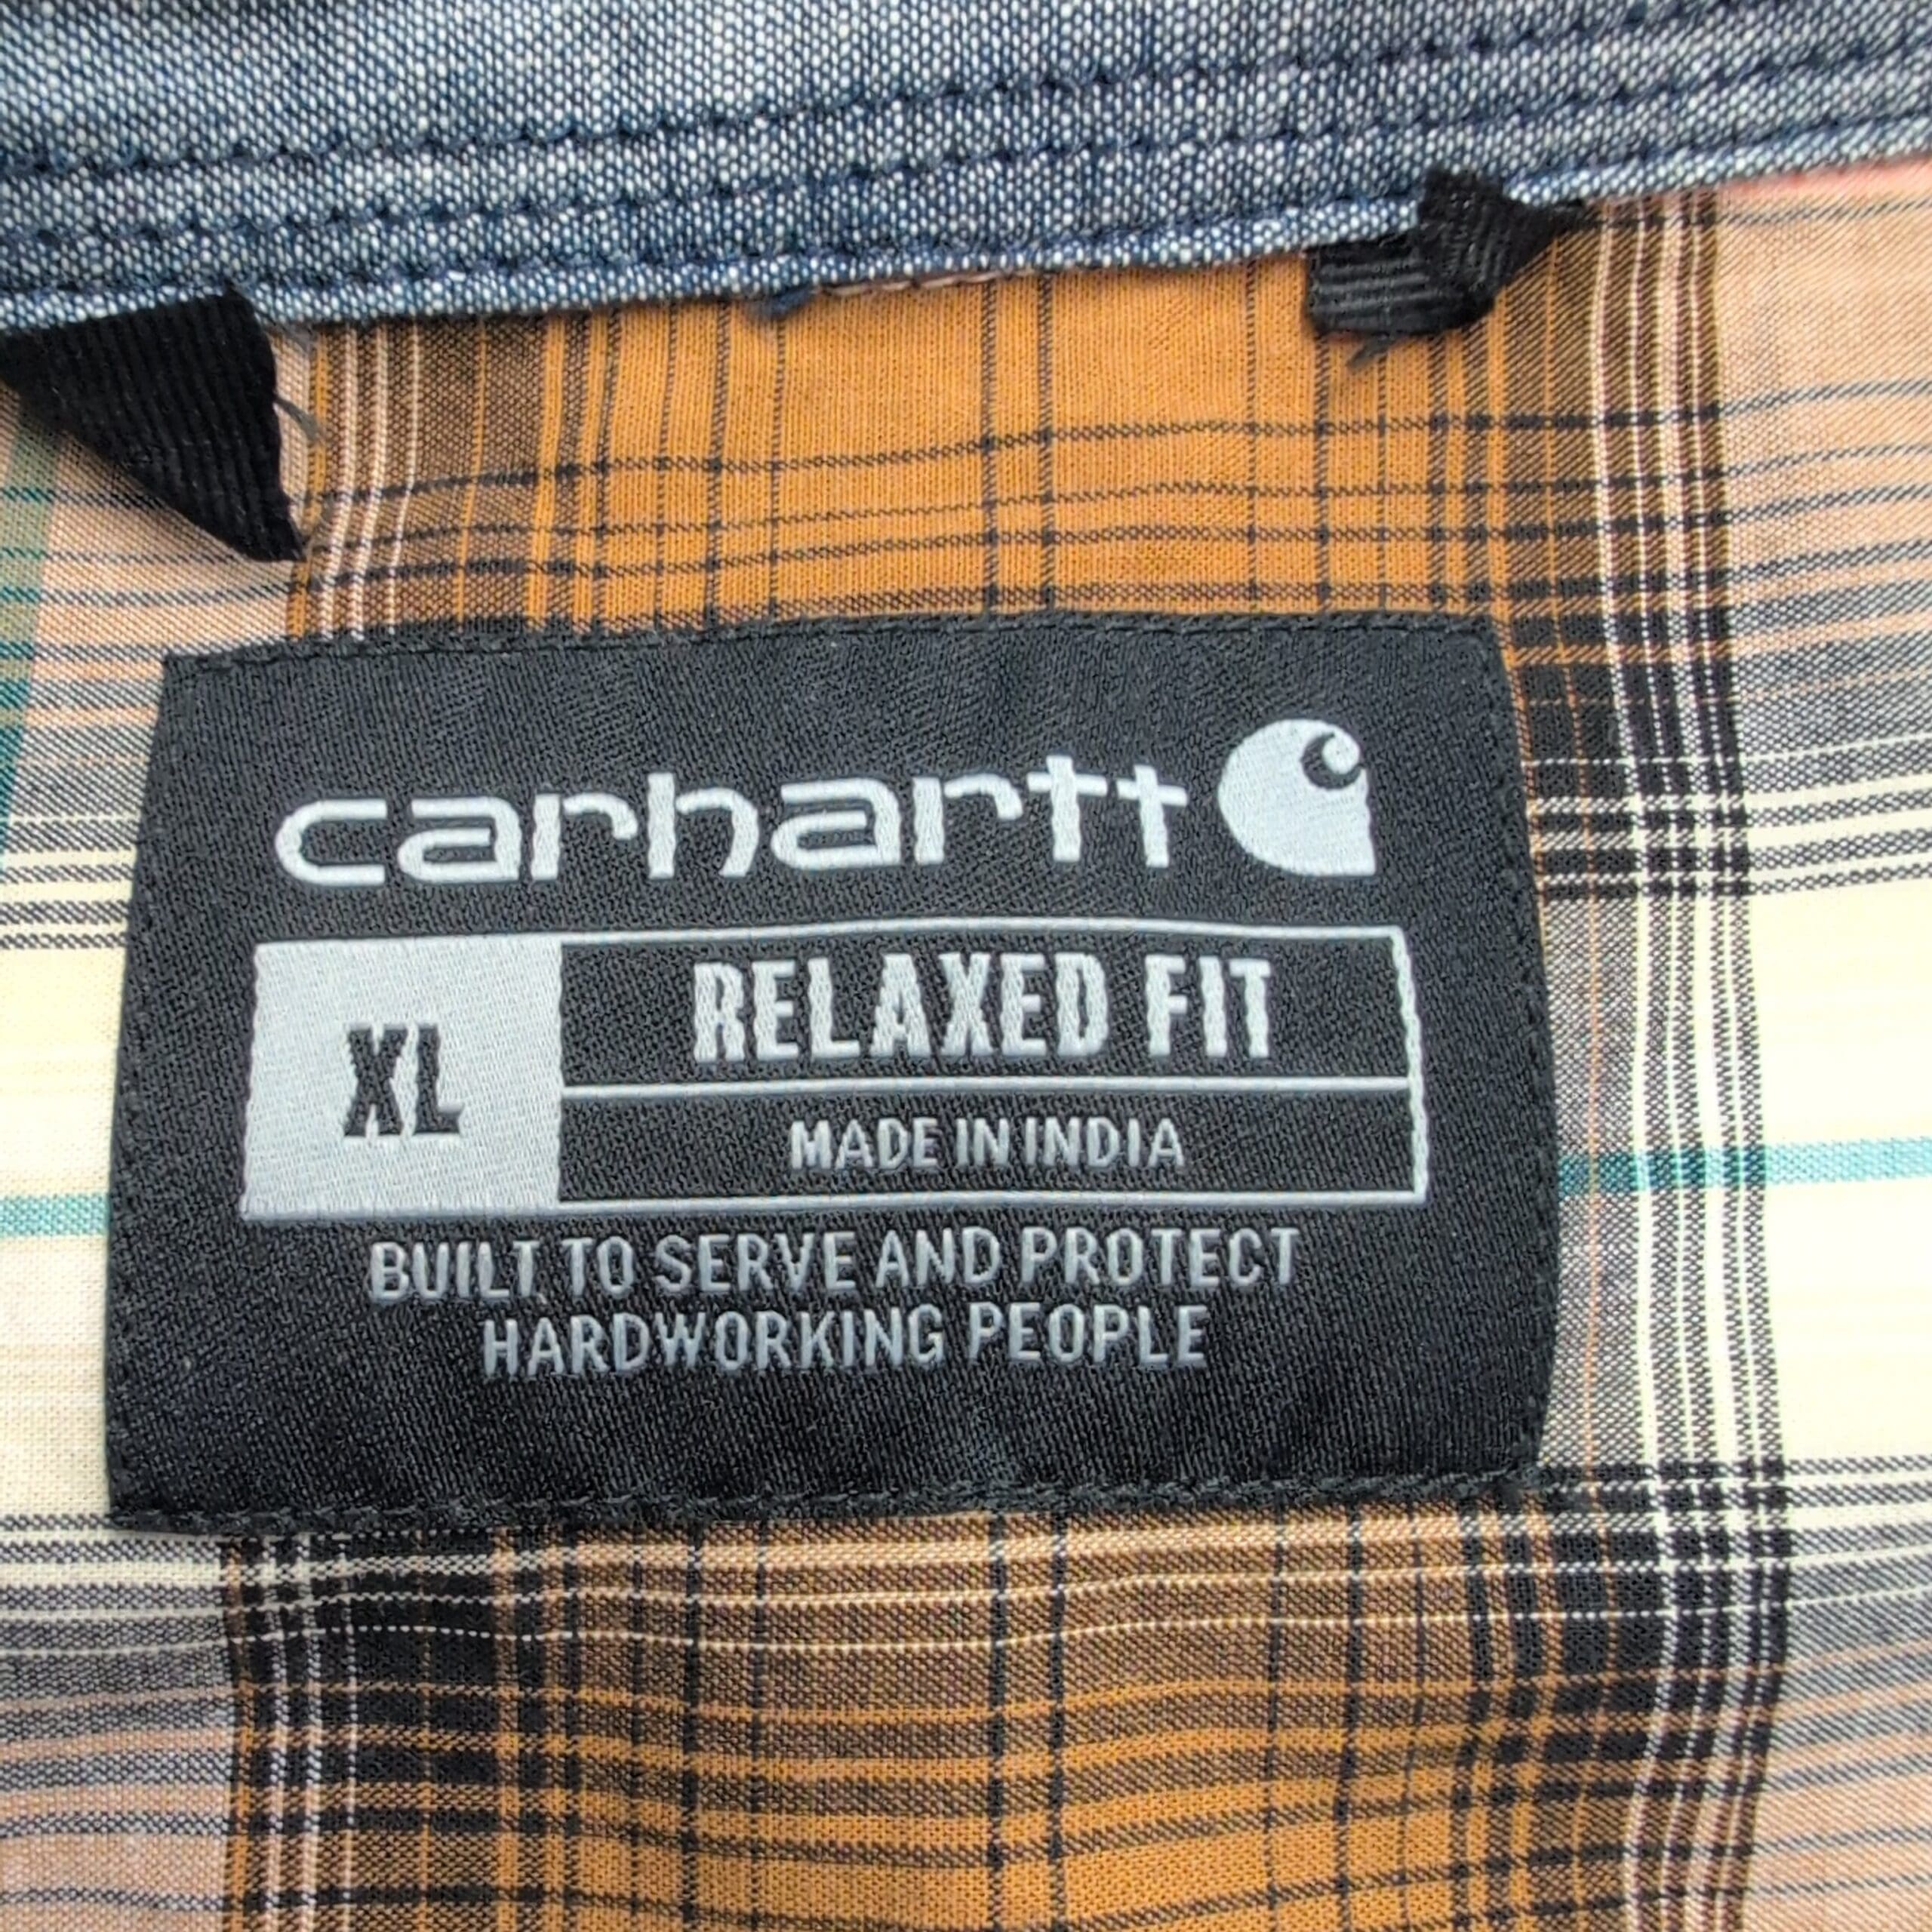 carhartt
XL
RELAXED FIT
MADE IN INDIA
BUILT TO SERVE AND PROTECT
HARDWORKING PEOPLE